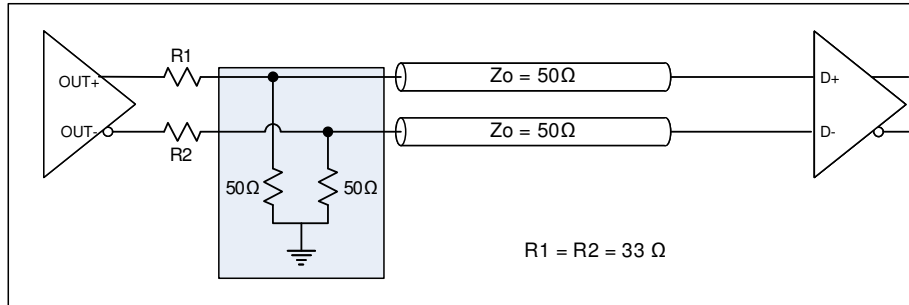 R1
OUT+
Zo = 50Ω
D+
OUT-
Zo = 50Ω
D-
R2
50Ω
50Ω
R1 = R2 = 33 Ω